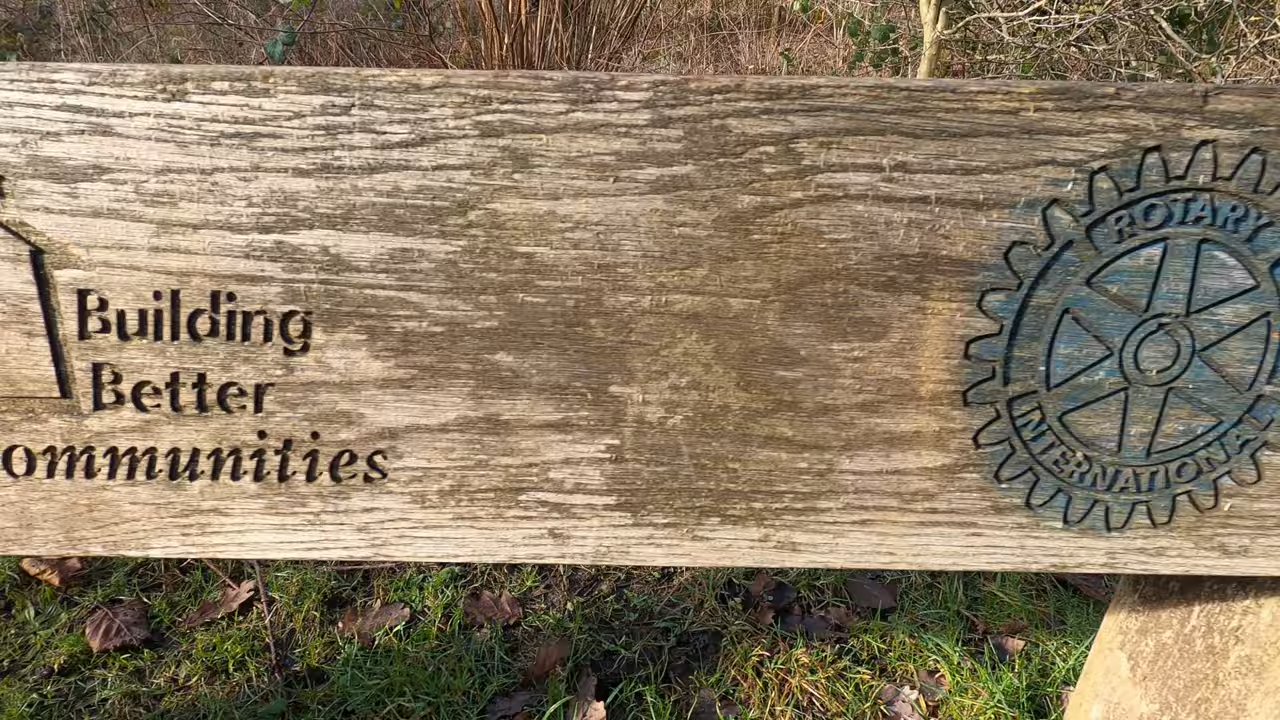 Building
Better
ommunities
ROTARY
INTERNATIONAL